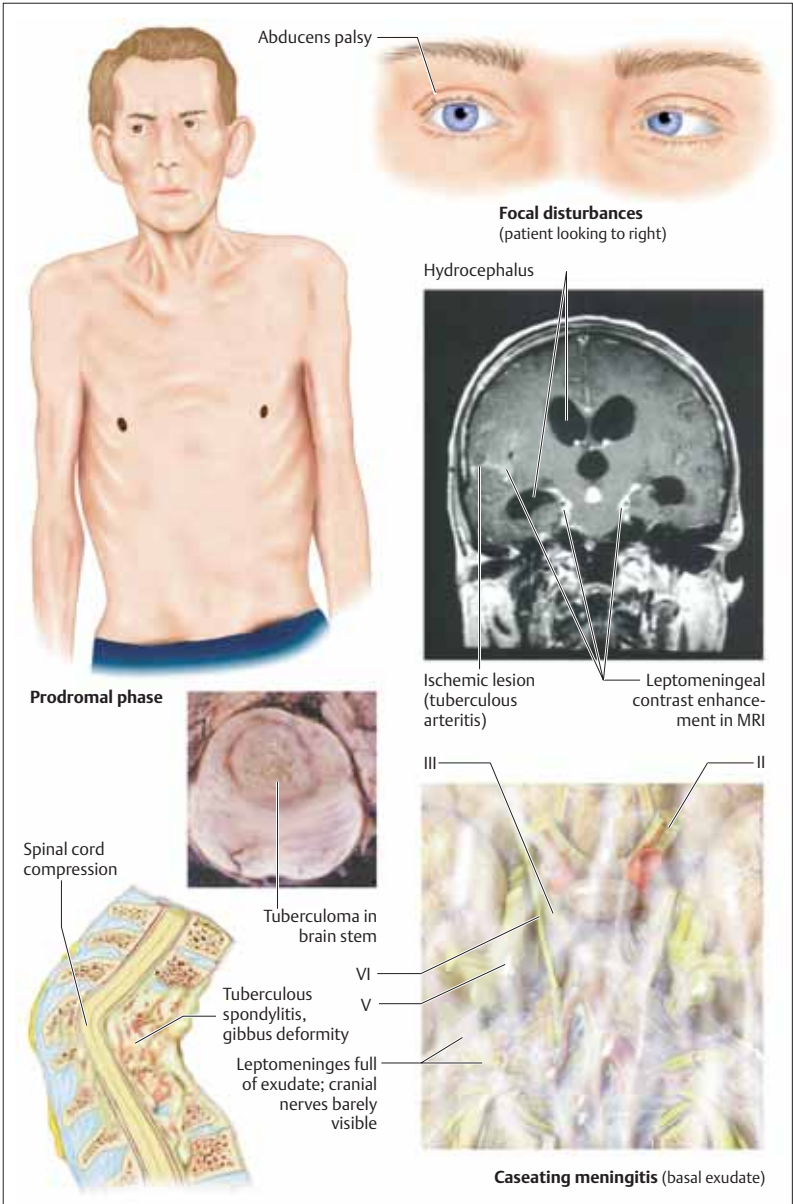 Abducens palsy
Focal disturbances
(patient looking to right)
Hydrocephalus
Ischemic lesion
(tuberculous
arteritis)
Leptomeningeal
contrast enhance-
ment in MRI
Prodromal phase
III
II
Spinal cord
compression
Tuberculoma in
brain stem
VI
V
Tuberculous
spondylitis,
gibbus deformity
Leptomeninges full
of exudate; cranial
nerves barely
visible
Caseating meningitis (basal exudate)